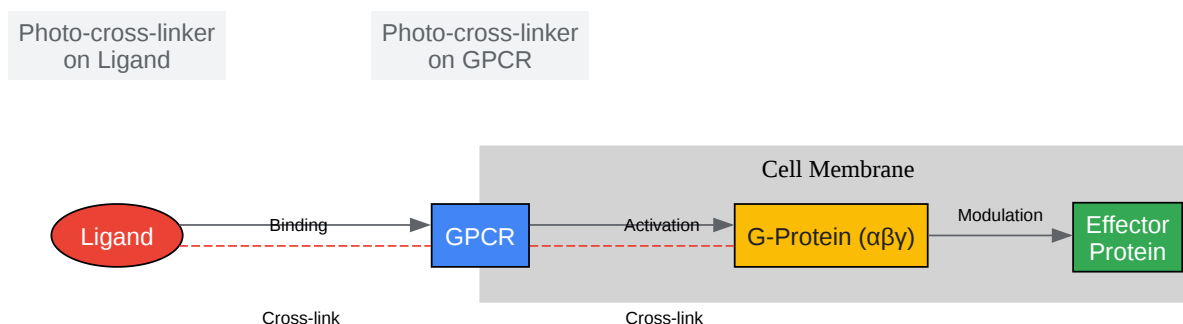 Photo-cross-linker
on Ligand
Photo-cross-linker
on GPCR
Cell Membrane
Ligand
Binding
GPCR
Activation
G-Protein (αβγ)
Modulation
Effector
Protein
Cross-link
Cross-link